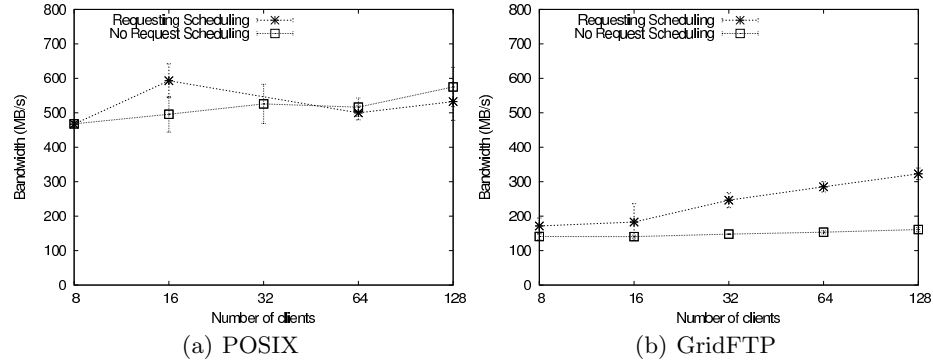 800
700
600
500
400
300
200
100
0
Bandwidth (MB/s)
Requesting Scheduling
No Request Scheduling
8 16 32 64 128
Number of clients
(a) POSIX
800
700
600
500
400
300
200
100
0
Bandwidth (MB/s)
Requesting Scheduling
No Request Scheduling
8 16 32 64 128
Number of clients
(b) GridFTP